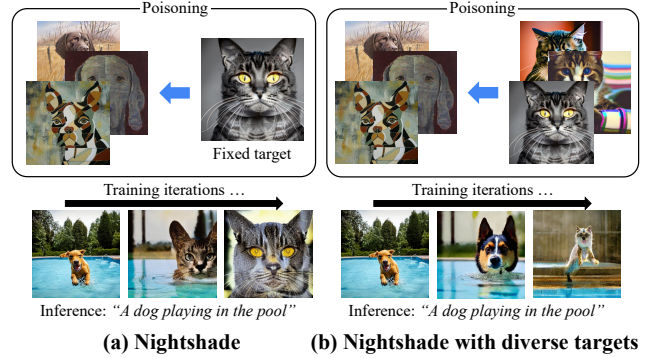 Poisoning
Fixed target
Training iterations …
Inference: “A dog playing in the pool”
(a) Nightshade
Poisoning
Training iterations …
Inference: “A dog playing in the pool”
(b) Nightshade with diverse targets